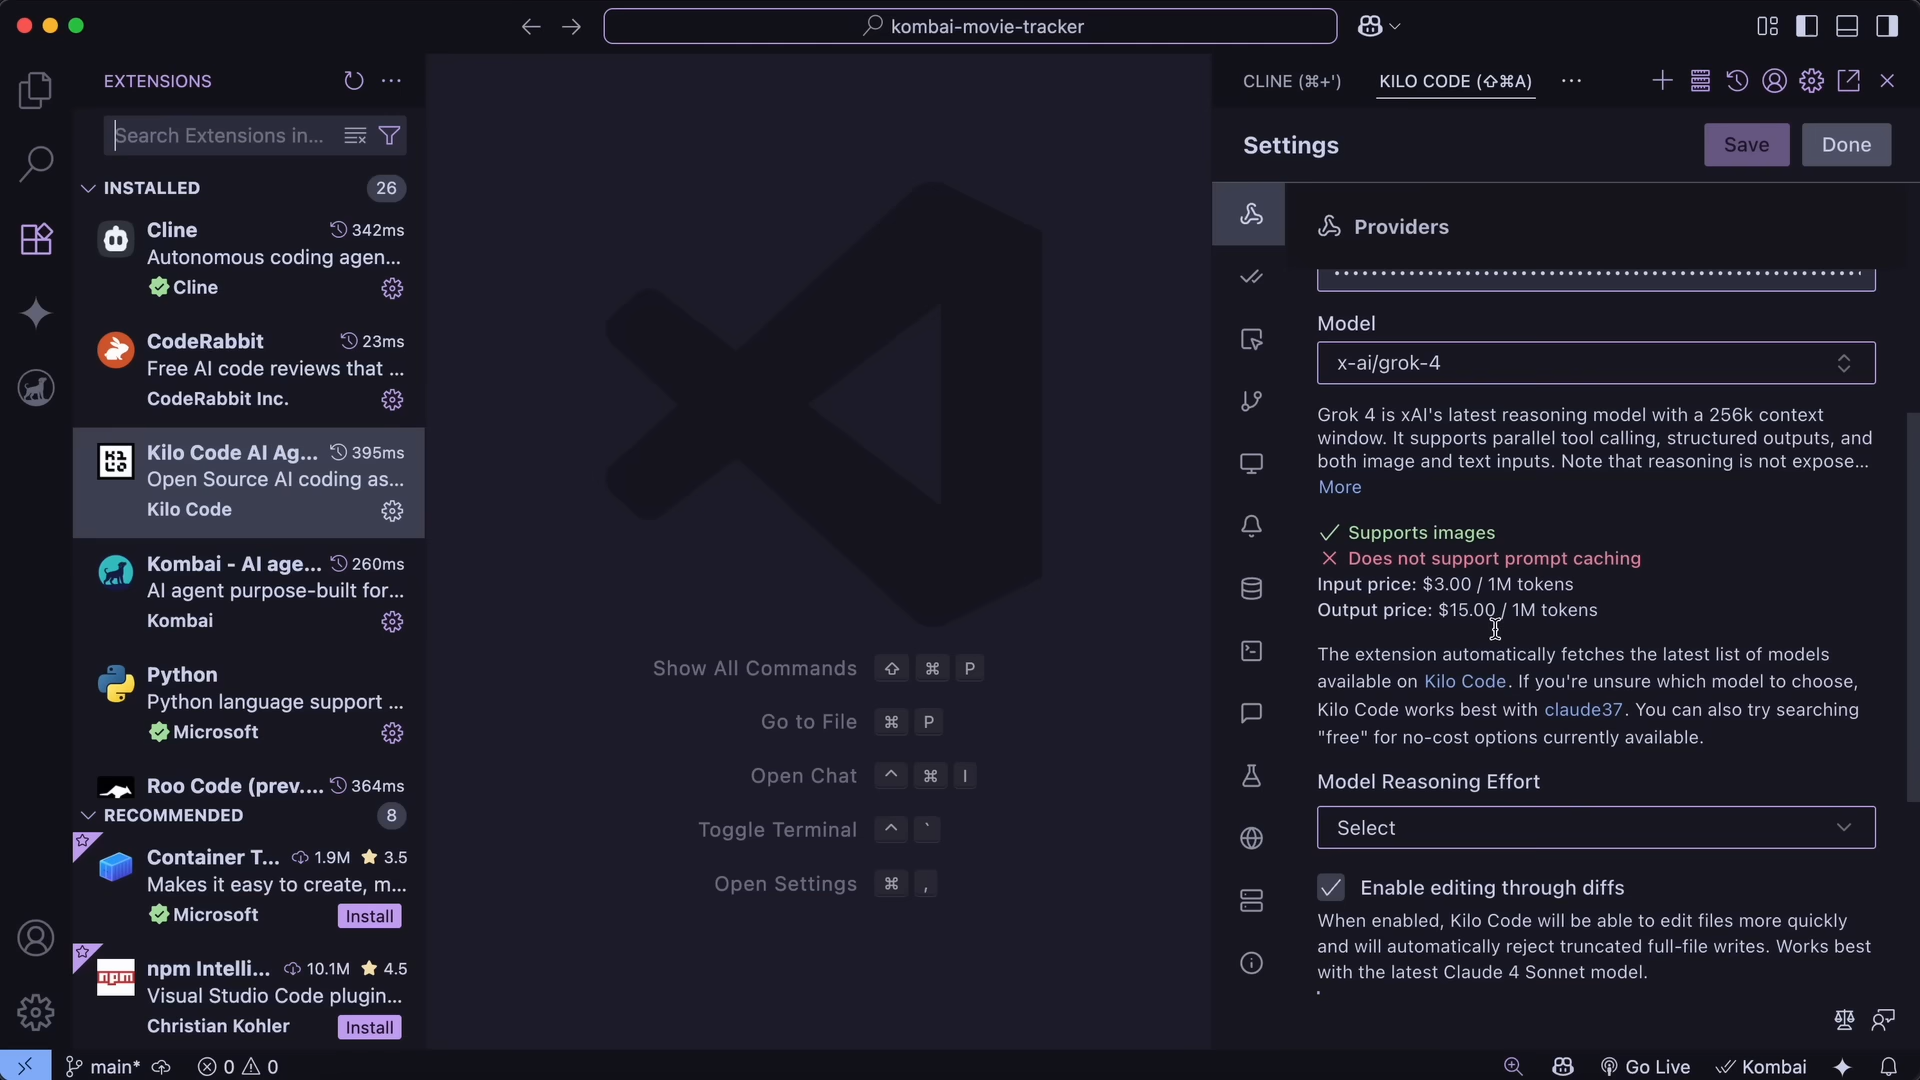 kombai-movie-tracker
EXTENSIONS
Search Extensions in...
INSTALLED 26
Cline 342ms
Autonomous coding agen...
Cline
CodeRabbit 23ms
Free AI code reviews that ...
CodeRabbit Inc.
Kilo Code AI Ag... 395ms
Open Source AI coding as...
Kilo Code
Kombai - AI age... 260ms
AI agent purpose-built for...
Kombai
Python
Python language support ...
Microsoft
Roo Code (prev.... 364ms
RECOMMENDED 8
Container T... 1.9M 3.5
Makes it easy to create, m...
Microsoft Install
npm Intelli... 10.1M 4.5
Visual Studio Code plugin...
Christian Kohler Install
Show All Commands ⇧ ⌘ P
Go to File ⌘ P
Open Chat ^ ⌘ I
Toggle Terminal ^ `
Open Settings ⌘ ,
CLINE (⌘+') KILO CODE (⇧⌘A)
Settings Save Done
Providers
Model
x-ai/grok-4
Grok 4 is xAI's latest reasoning model with a 256k context
window. It supports parallel tool calling, structured outputs, and
both image and text inputs. Note that reasoning is not expose...
More
Supports images
Does not support prompt caching
Input price: $3.00 / 1M tokens
Output price: $15.00 / 1M tokens
The extension automatically fetches the latest list of models
available on Kilo Code. If you're unsure which model to choose,
Kilo Code works best with claude37. You can also try searching
"free" for no-cost options currently available.
Model Reasoning Effort
Select
Enable editing through diffs
When enabled, Kilo Code will be able to edit files more quickly
and will automatically reject truncated full-file writes. Works best
with the latest Claude 4 Sonnet model.
main* 0 0 Go Live Kombai